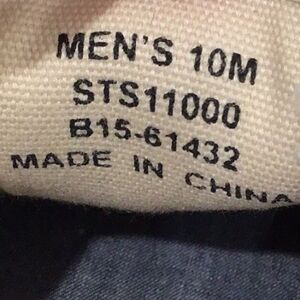 MEN'S 10M
STS11000
B15-61432
MADE IN CHINA